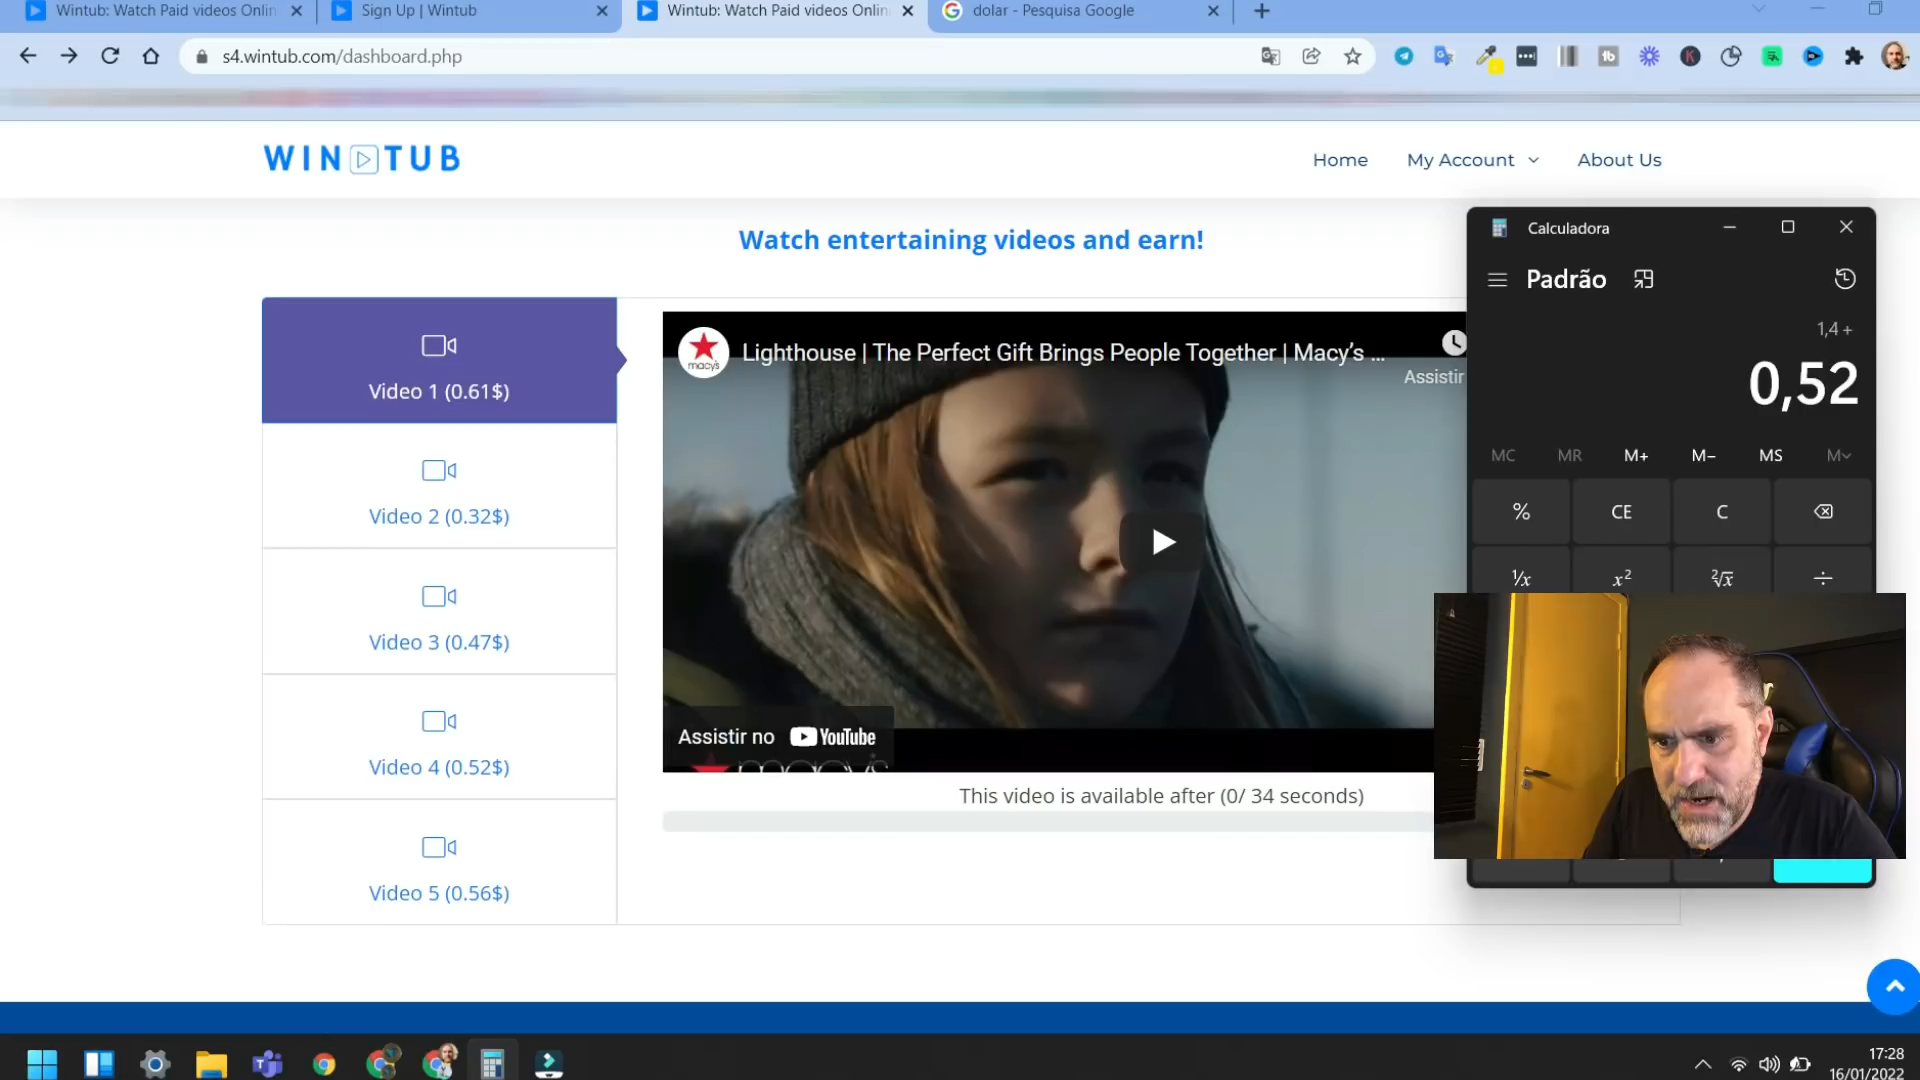 Wintub: Watch Paid videos Onlin
Sign Up | Wintub
Wintub: Watch Paid videos Onlin
dolar - Pesquisa Google
s4.wintub.com/dashboard.php
WIN TUB
Home
My Account
About Us
Watch entertaining videos and earn!
Video 1 (0.61$)
Video 2 (0.32$)
Video 3 (0.47$)
Video 4 (0.52$)
Video 5 (0.56$)
macy's
Lighthouse | The Perfect Gift Brings People Together | Macy's ...
Assistir
Assistir no YouTube
This video is available after (0/ 34 seconds)
Calculadora
Padrão
1,4 +
0,52
MC MR M+ M- MS M
% CE C
1/x x² ²√x ÷
17:28
16/01/2022